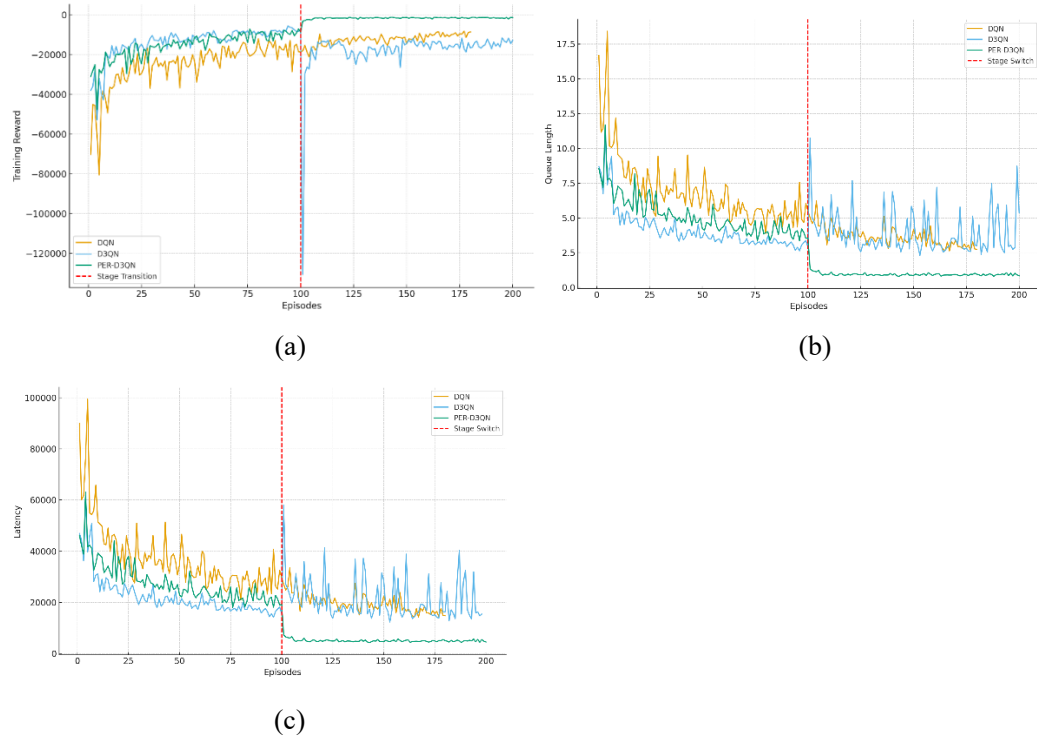 0
−20000
−40000
−60000
−80000
−100000
−120000
Training Reward
DQN
D3QN
PER-D3QN
Stage Transition
0 25 50 75 100 125 150 175 200
Episodes
(a)
17.5
15.0
12.5
10.0
7.5
5.0
2.5
0.0
Queue Length
DQN
D3QN
PER-D3QN
Stage Switch
0 25 50 75 100 125 150 175 200
Episodes
(b)
100000
80000
60000
40000
20000
0
Latency
DQN
D3QN
PER-D3QN
Stage Switch
0 25 50 75 100 125 150 175 200
Episodes
(c)